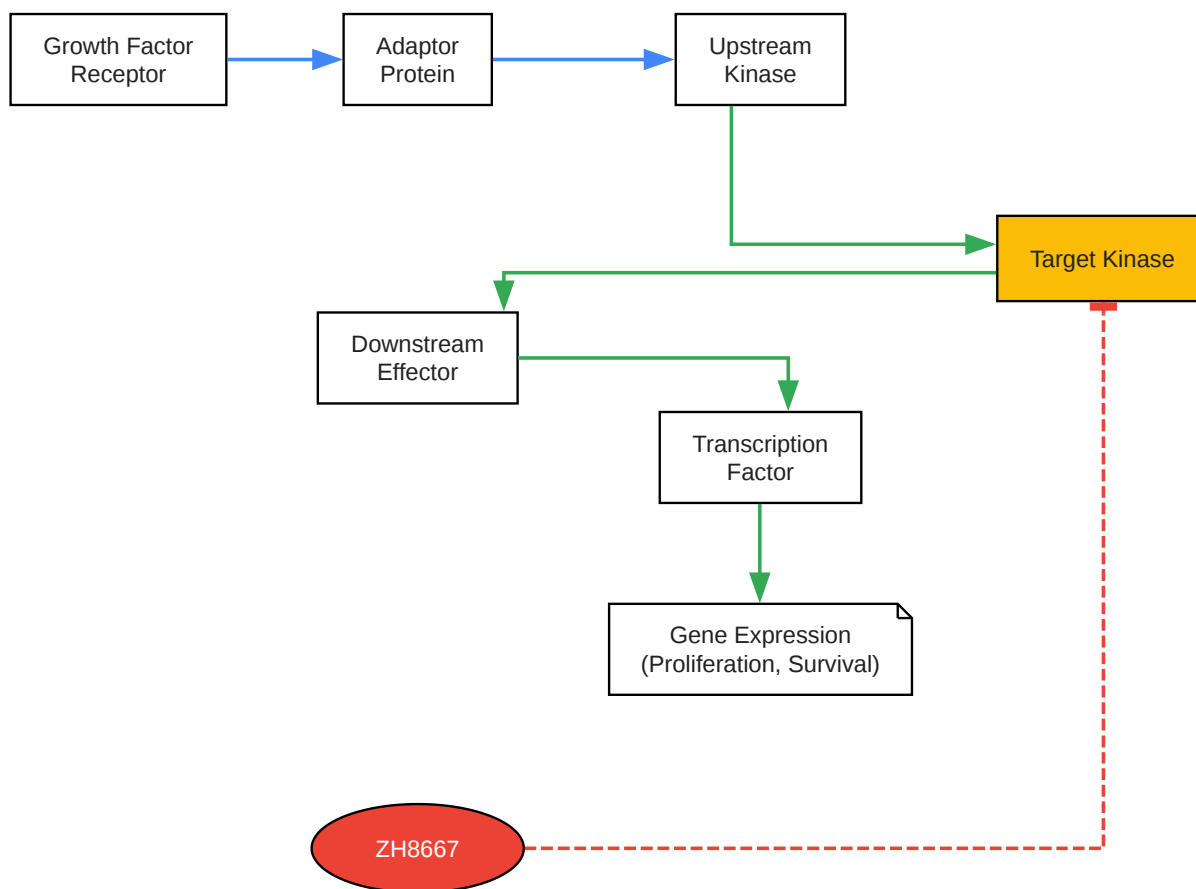 Growth Factor
Receptor
Adaptor
Protein
Upstream
Kinase
Target Kinase
Downstream
Effector
Transcription
Factor
Gene Expression
(Proliferation, Survival)
ZH8667